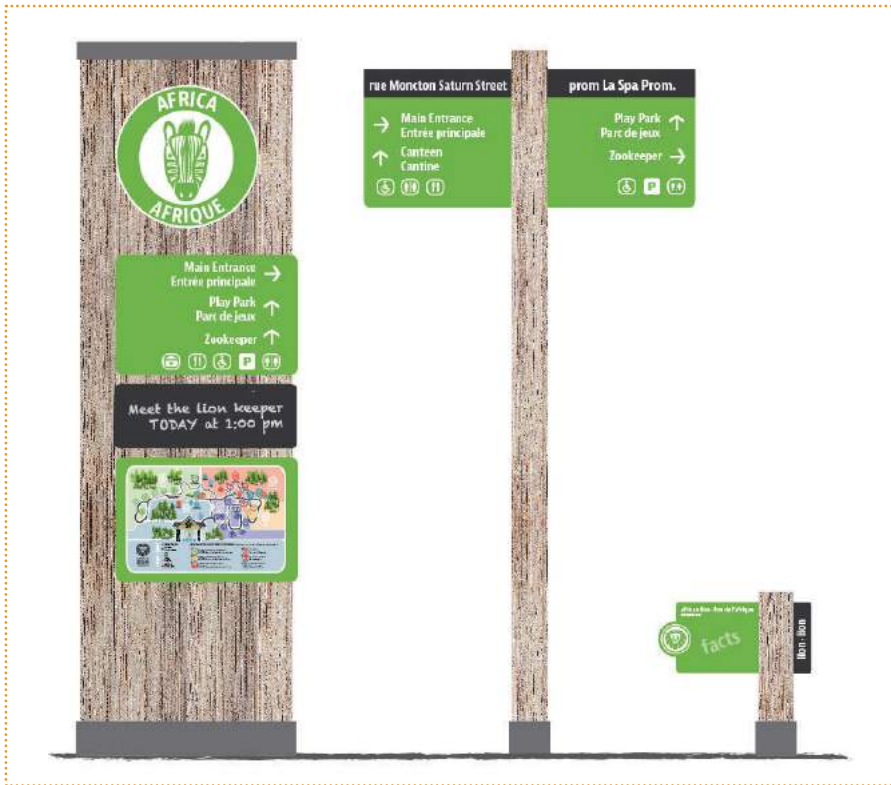 AFRICA
AFRIQUE
Main Entrance
Entrée principale
Play Park
Parc de jeux
Zookeeper
P
Meet the lion keeper
TODAY at 1:00 pm
rue Moncton Saturn Street
Main Entrance
Entrée principale
Canteen
Cantine
prom La Spa Prom.
Play Park
Parc de jeux
Zookeeper
P
facts
lion · lion